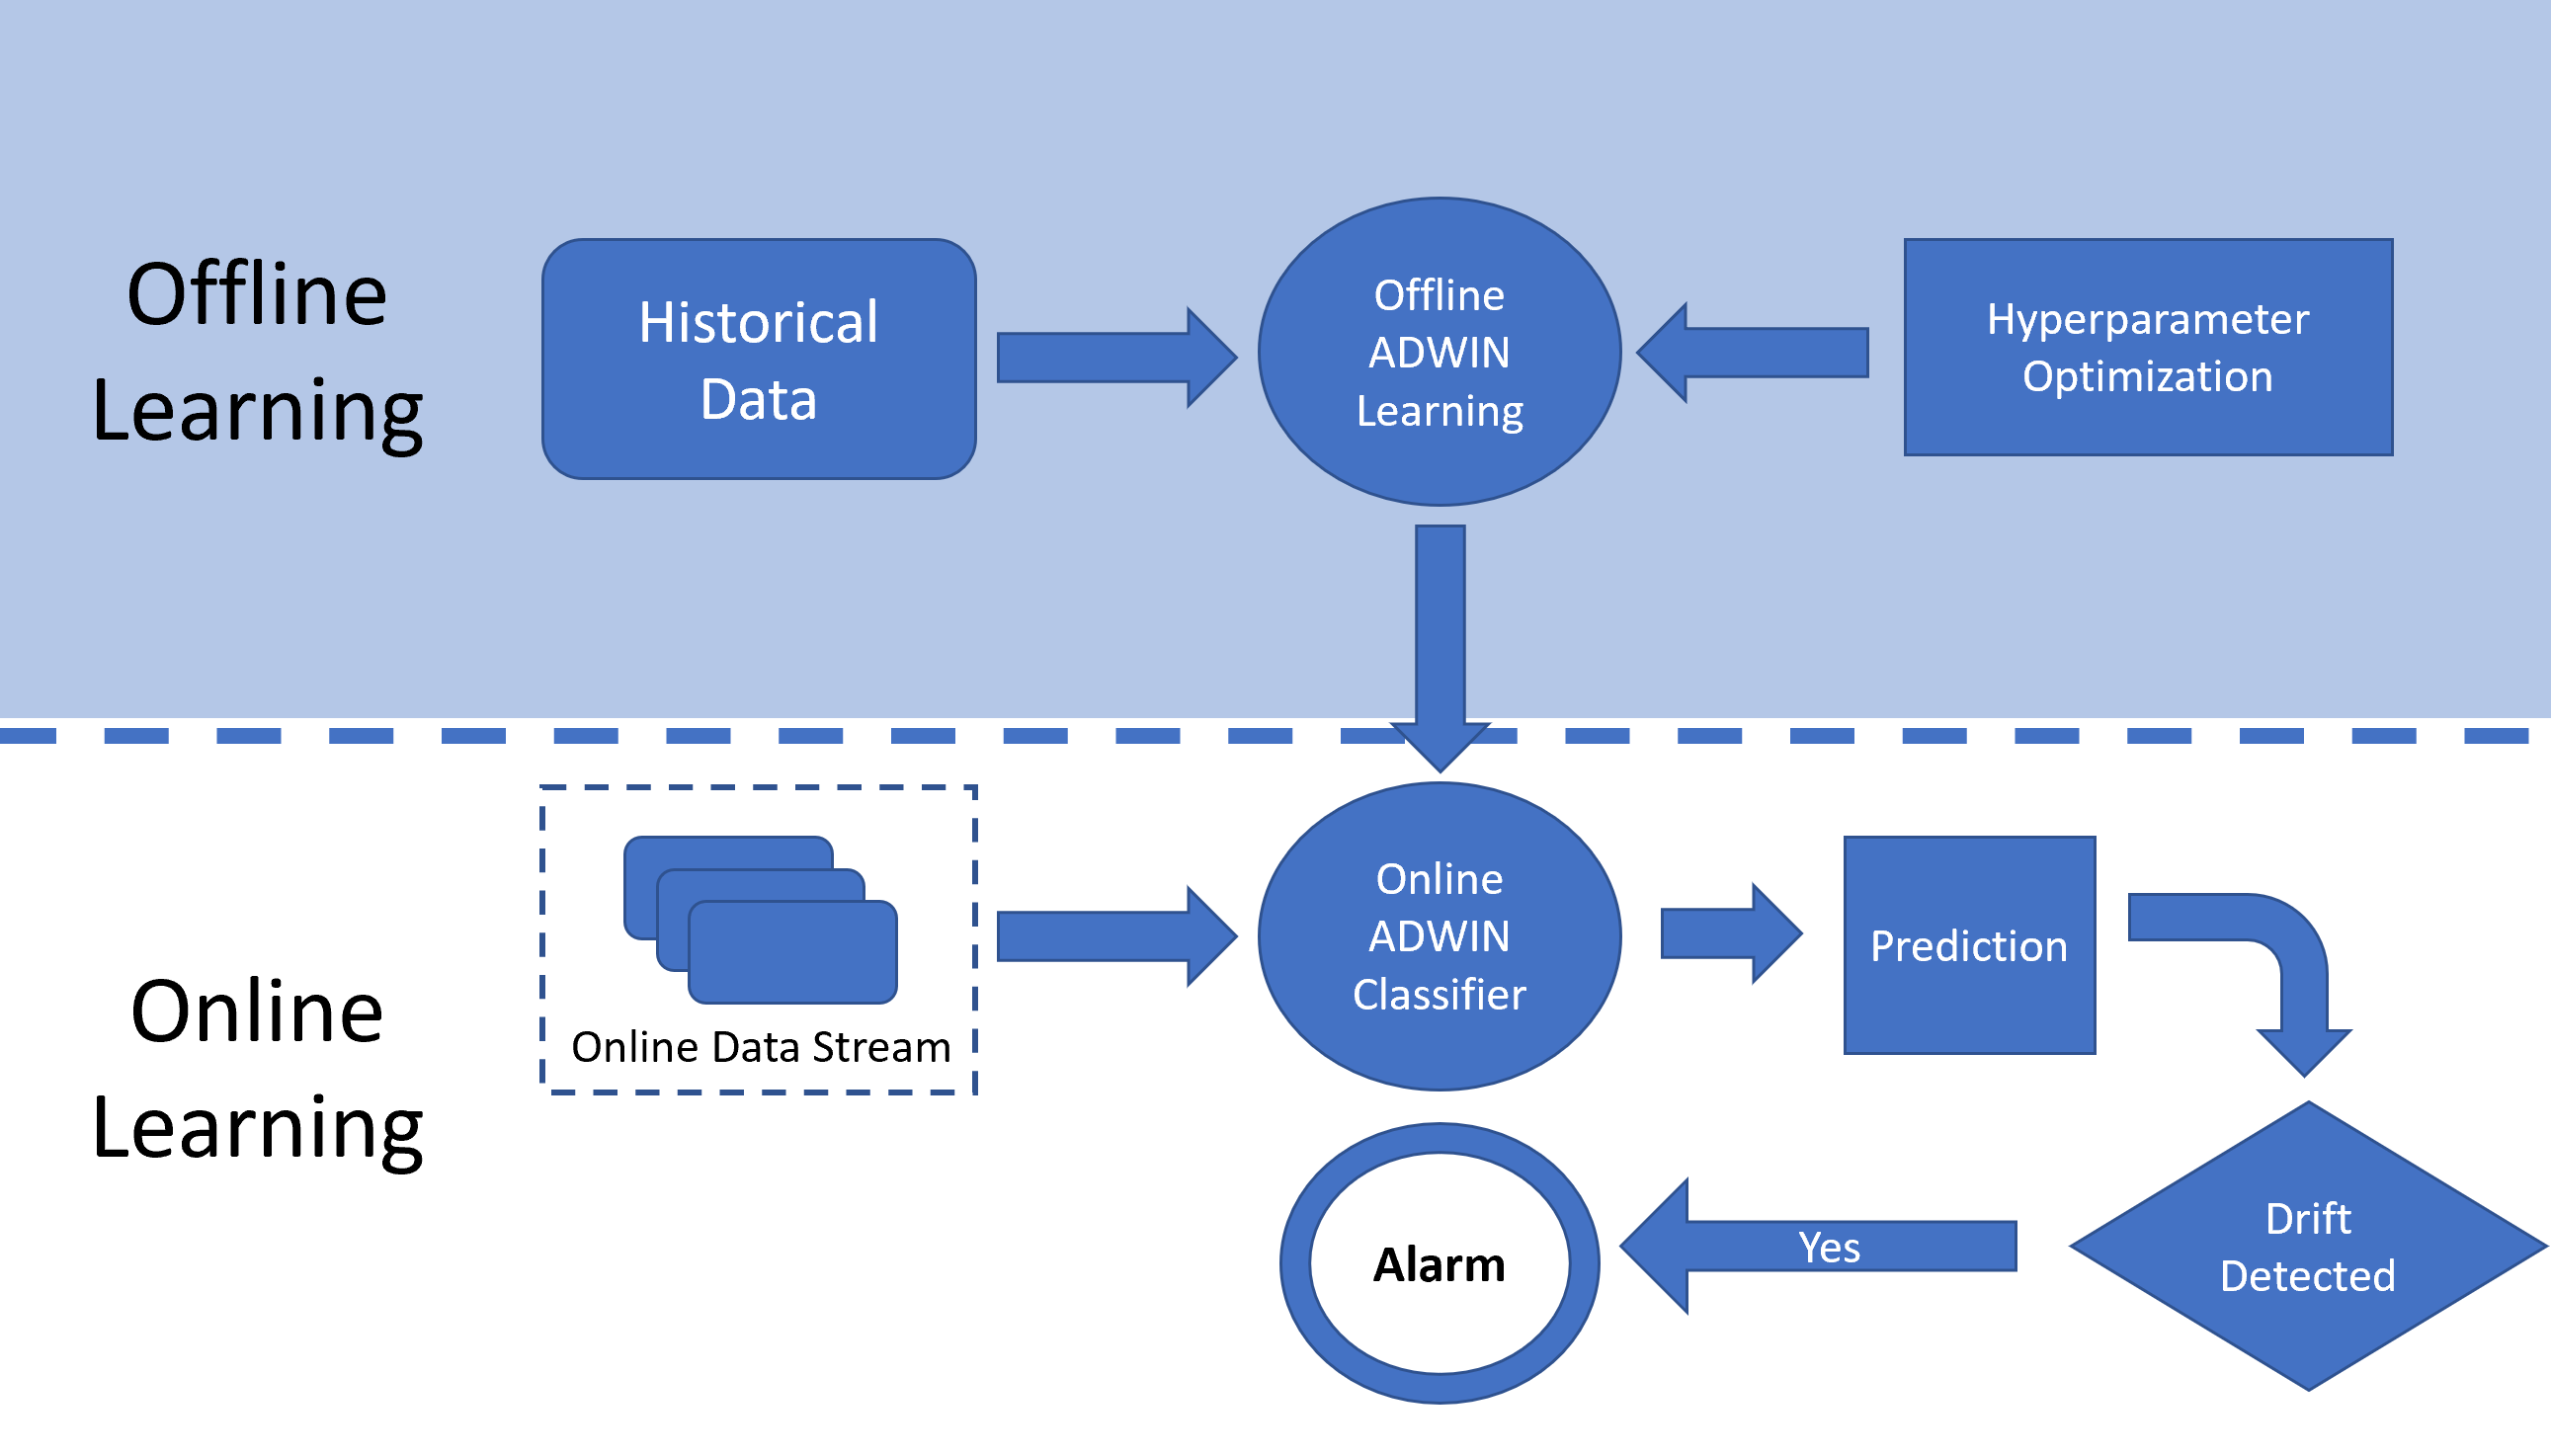 Offline
Learning
Historical
Data
Offline
ADWIN
Learning
Hyperparameter
Optimization
Online
Learning
Online Data Stream
Online
ADWIN
Classifier
Prediction
Drift
Detected
Yes
Alarm